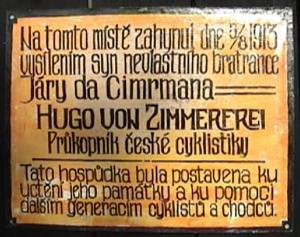 Na tomto místě zahynul dne 5/8 1913
vysílením syn nevlastního bratrance
Járy da Cimrmana
HUGO VON ZIMMERFREI
Průkopník české cyklistiky
Tato hospůdka byla postavena ku
uctění jeho památky a ku pomoci
dalším generacím cyklistů a chodců.